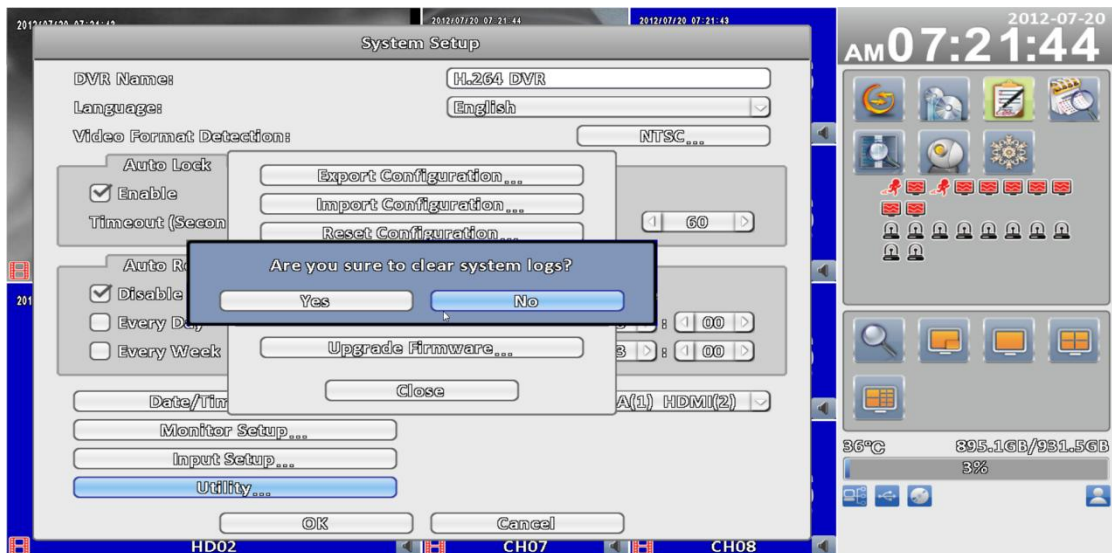 2012/07/20 07:21:44
2012/07/20 07:21:43
System Setup
DVR Name:
H.264 DVR
Language:
English
Video Format Detection:
NTSC...
Auto Lock
Enable
Timeout (Secon
60
Export Configuration...
Import Configuration...
Reset Configuration...
Are you sure to clear system logs?
Yes
No
Auto Re
Disable
Every Day
: 00
Every Week
3 : 00
Upgrade Firmware...
Close
Date/Tim
A(1) HDMI(2)
Monitor Setup...
Input Setup...
Utility...
OK
Cancel
HD02
CH07
CH08
2012-07-20
AM 07:21:44
36°C
895.1GB/931.5GB
3%